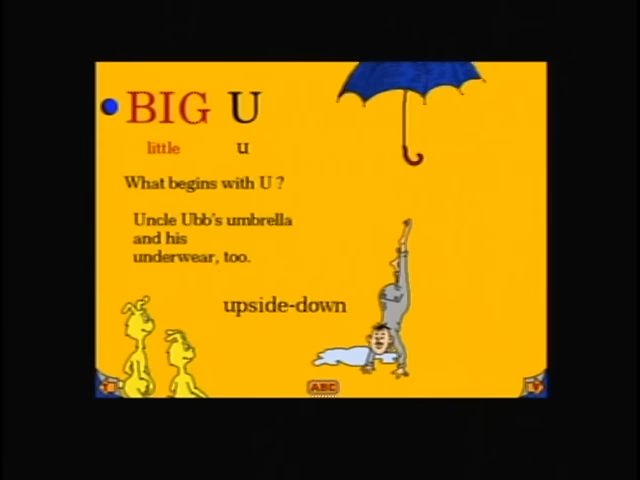 BIG U
little u
What begins with U ?
Uncle Ubb's umbrella
and his
underwear, too.
upside-down
ABC